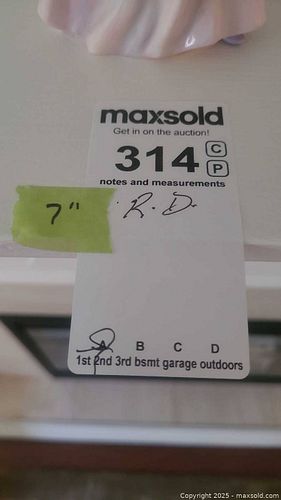 maxsold
Get in on the auction!
314 C
P
notes and measurements
7" R. D.
A B C D
1st 2nd 3rd bsmt garage outdoors
Copyright © 2025 - maxsold.com